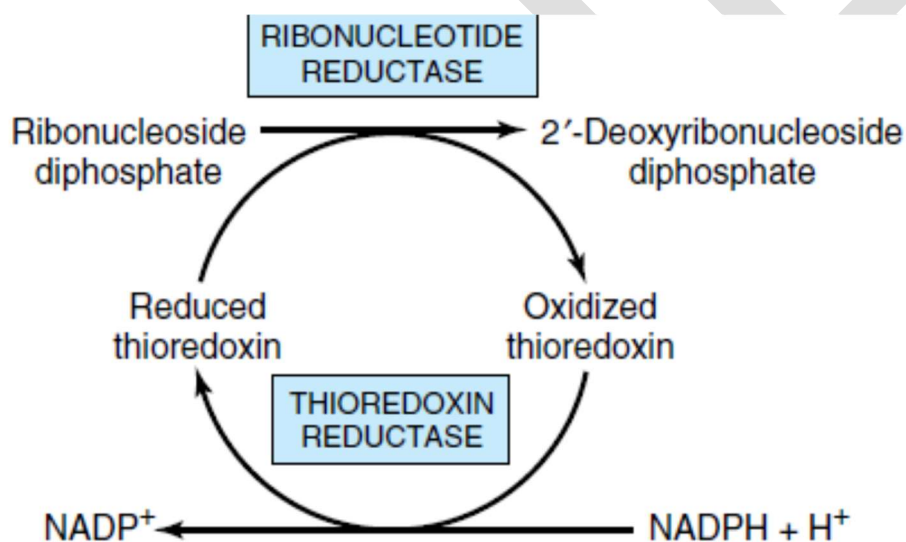 RIBONUCLEOTIDE
REDUCTASE
Ribonucleoside
diphosphate
2′-Deoxyribonucleoside
diphosphate
Reduced
thioredoxin
Oxidized
thioredoxin
THIOREDOXIN
REDUCTASE
NADP⁺
NADPH + H⁺